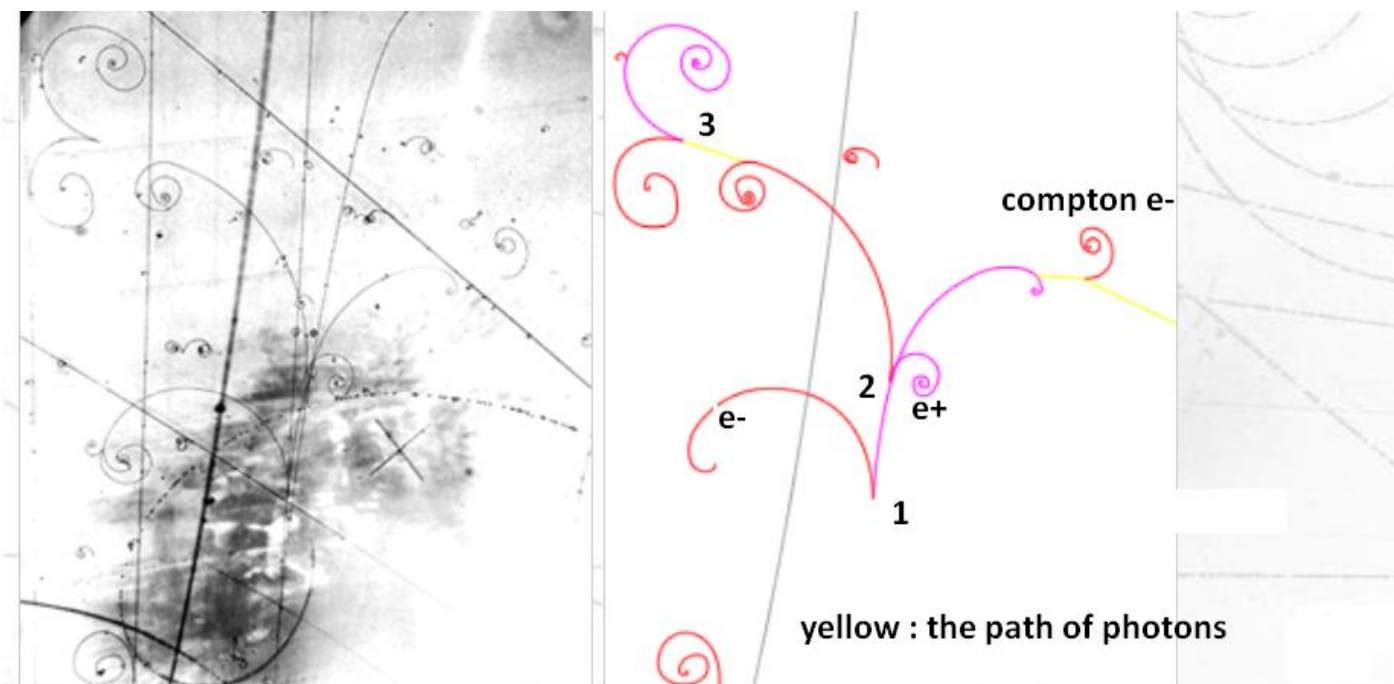 3
compton e-
2
e+
e-
1
yellow : the path of photons